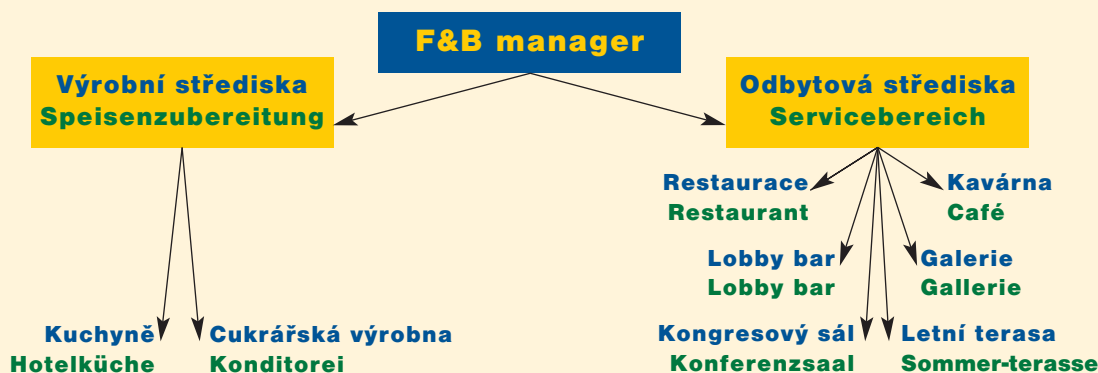 F&B manager
Výrobní střediska
Speisenzubereitung
Odbytová střediska
Servicebereich
Restaurace
Restaurant
Kavárna
Café
Lobby bar
Lobby bar
Galerie
Gallerie
Kuchyně
Hotelküche
Cukrářská výrobna
Konditorei
Kongresový sál
Konferenzsaal
Letní terasa
Sommer-terasse